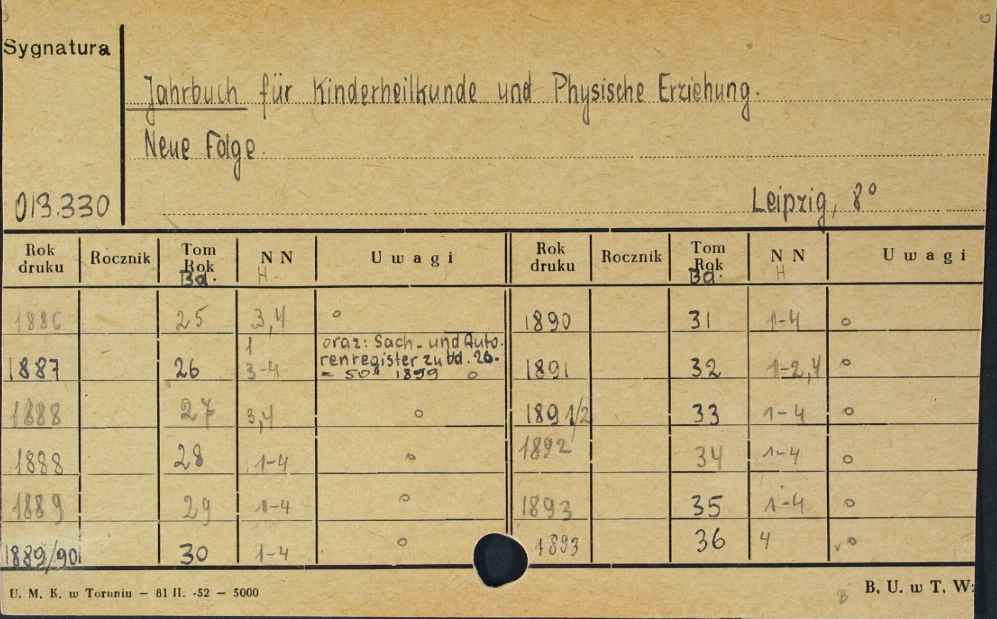 Sygnatura
Jahrbuch für Kinderheilkunde und Physische Erziehung.
Neue Folge.
013.330
Leipzig, 8°
Rok druku Rocznik Tom Rok Bd. NN H. Uwagi Rok druku Rocznik Tom Rok Bd. NN H Uwagi
1886 25 3,4 o 1890 31 1-4 o
1887 26 1 3-4 oraz: Sach- und Auto-
renregister zu bd. 26-
= 50. 1899 o 1891 32 1-2,4 o
1888 27 3,4 o 1891/2 33 1-4 o
1888 28 1-4 o 1892 34 1-4 o
1889 29 1-4 o 1893 35 1-4 o
1889/90 30 1-4 o 1893 36 4 o
U. M. K. w Toruniu — 81 II. -52 — 5000
B. U. w T. W: